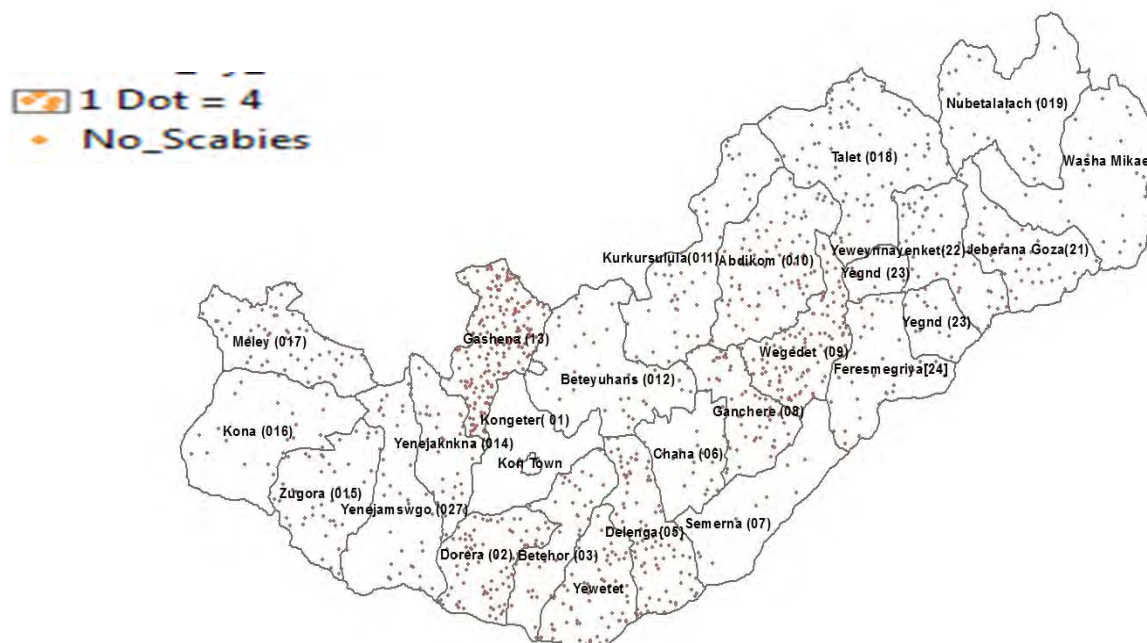 1 Dot = 4
No_Scabies
Nubetalalach (019)
Talet (018)
Washa Mikae
Kurkursulula(011)
Abdikom (010)
Yeweynnayenket(22)
Jeberana Goza(21)
Yegnd (23)
Yegnd (23)
Meley (017)
Gashena (13)
Wegedet (09)
Feresmegriya[24]
Beteyuhans (012)
Ganchere (08)
Kona (016)
Yenejaknkna (014)
Kongeter( 01)
Chaha (06)
Kon Town
Zugora (015)
Yenejamswgo (027)
Semerna (07)
Delenga{05}
Dorera (02)
Betehor (03)
Yewetet